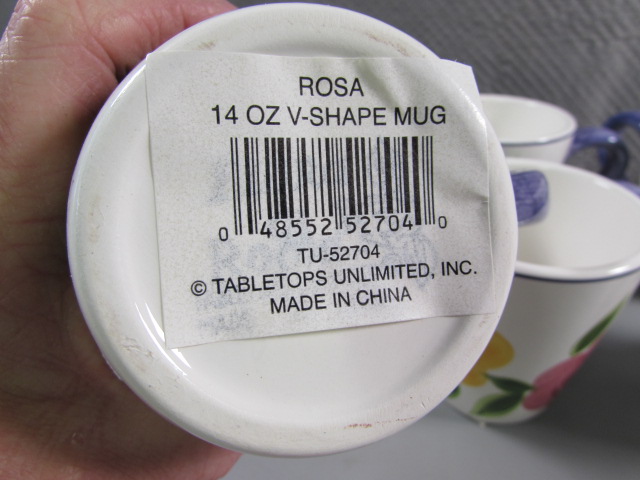 ROSA
14 OZ V-SHAPE MUG
0 48552 52704 0
TU-52704
© TABLETOPS UNLIMITED, INC.
MADE IN CHINA